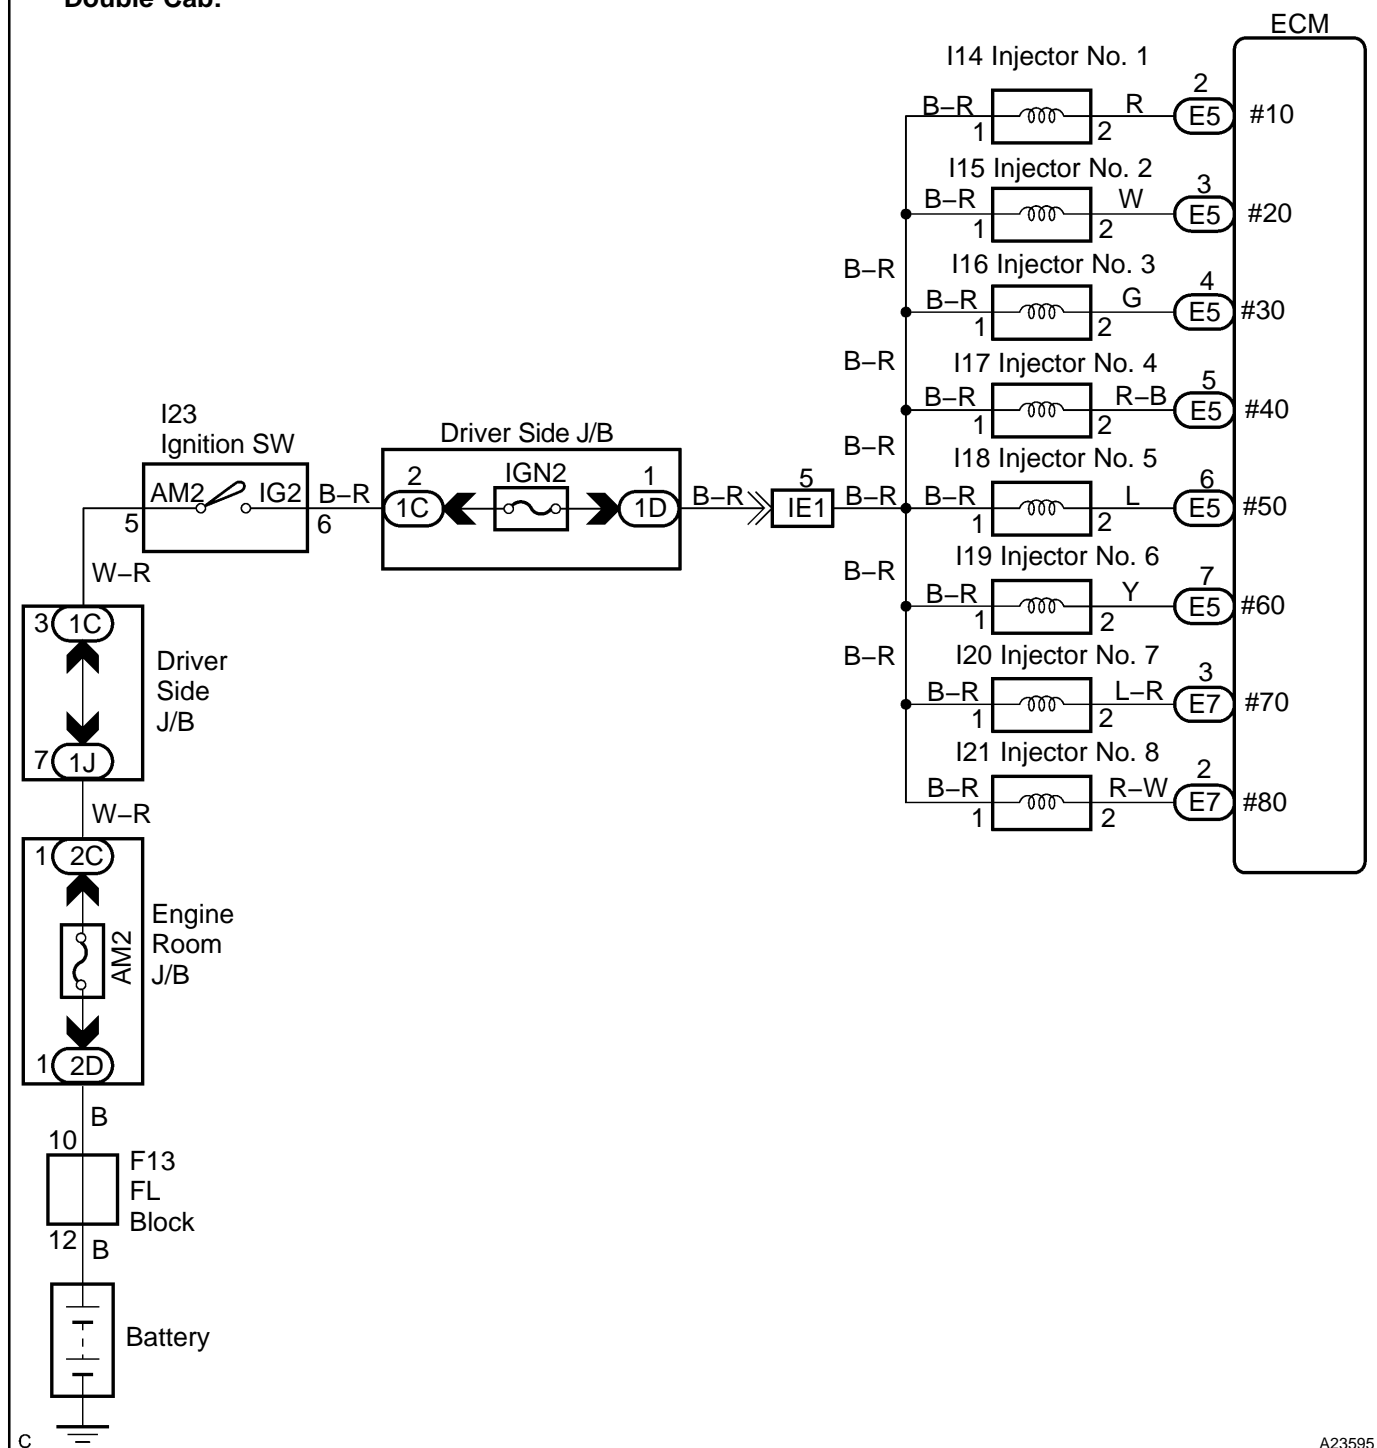 Double Cab:
ECM
I14 Injector No. 1
B–R
1
2
R
2
E5
#10
I15 Injector No. 2
B–R
1
2
W
3
E5
#20
B–R
I16 Injector No. 3
B–R
1
2
G
4
E5
#30
B–R
I17 Injector No. 4
B–R
1
2
R–B
5
E5
#40
B–R
I18 Injector No. 5
B–R
1
2
L
6
E5
#50
B–R
I19 Injector No. 6
B–R
1
2
Y
7
E5
#60
B–R
I20 Injector No. 7
B–R
1
2
L–R
3
E7
#70
I21 Injector No. 8
B–R
1
2
R–W
2
E7
#80
I23
Ignition SW
AM2
IG2
5
6
B–R
Driver Side J/B
2
1C
IGN2
1
1D
B–R
5
IE1
B–R
W–R
3
1C
Driver
Side
J/B
7
1J
W–R
1
2C
Engine
Room
J/B
AM2
1
2D
B
10
F13
FL
Block
12
B
Battery
C
A23595